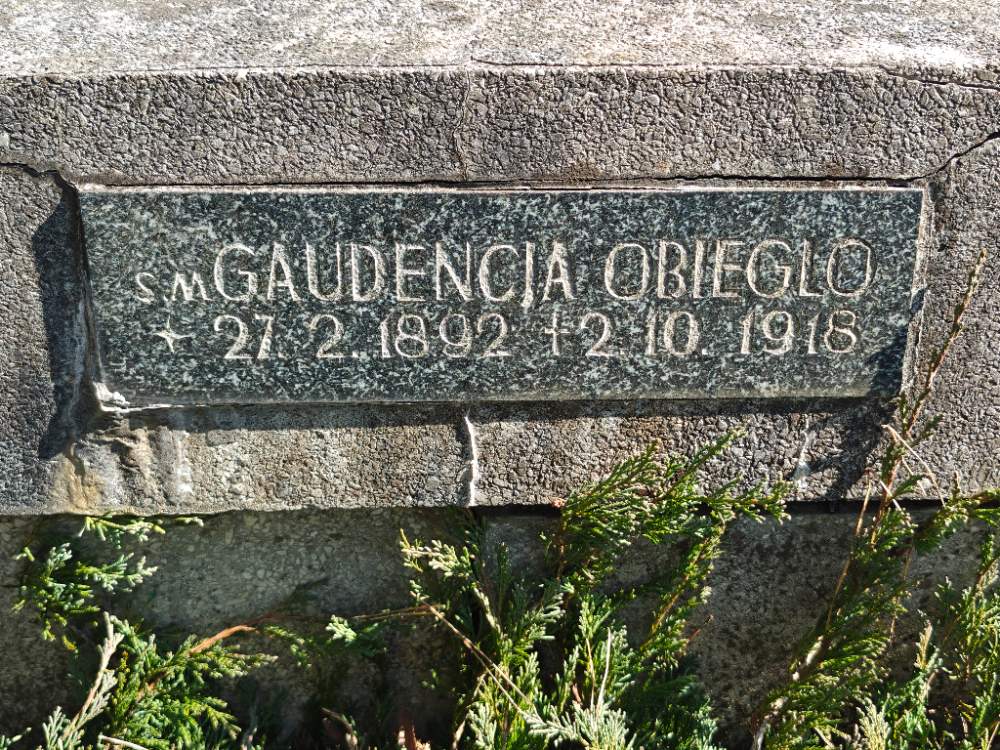 S.M GAUDENCJA OBIEGLO
✦ 27. 2. 1892 ✝ 2. 10. 1918